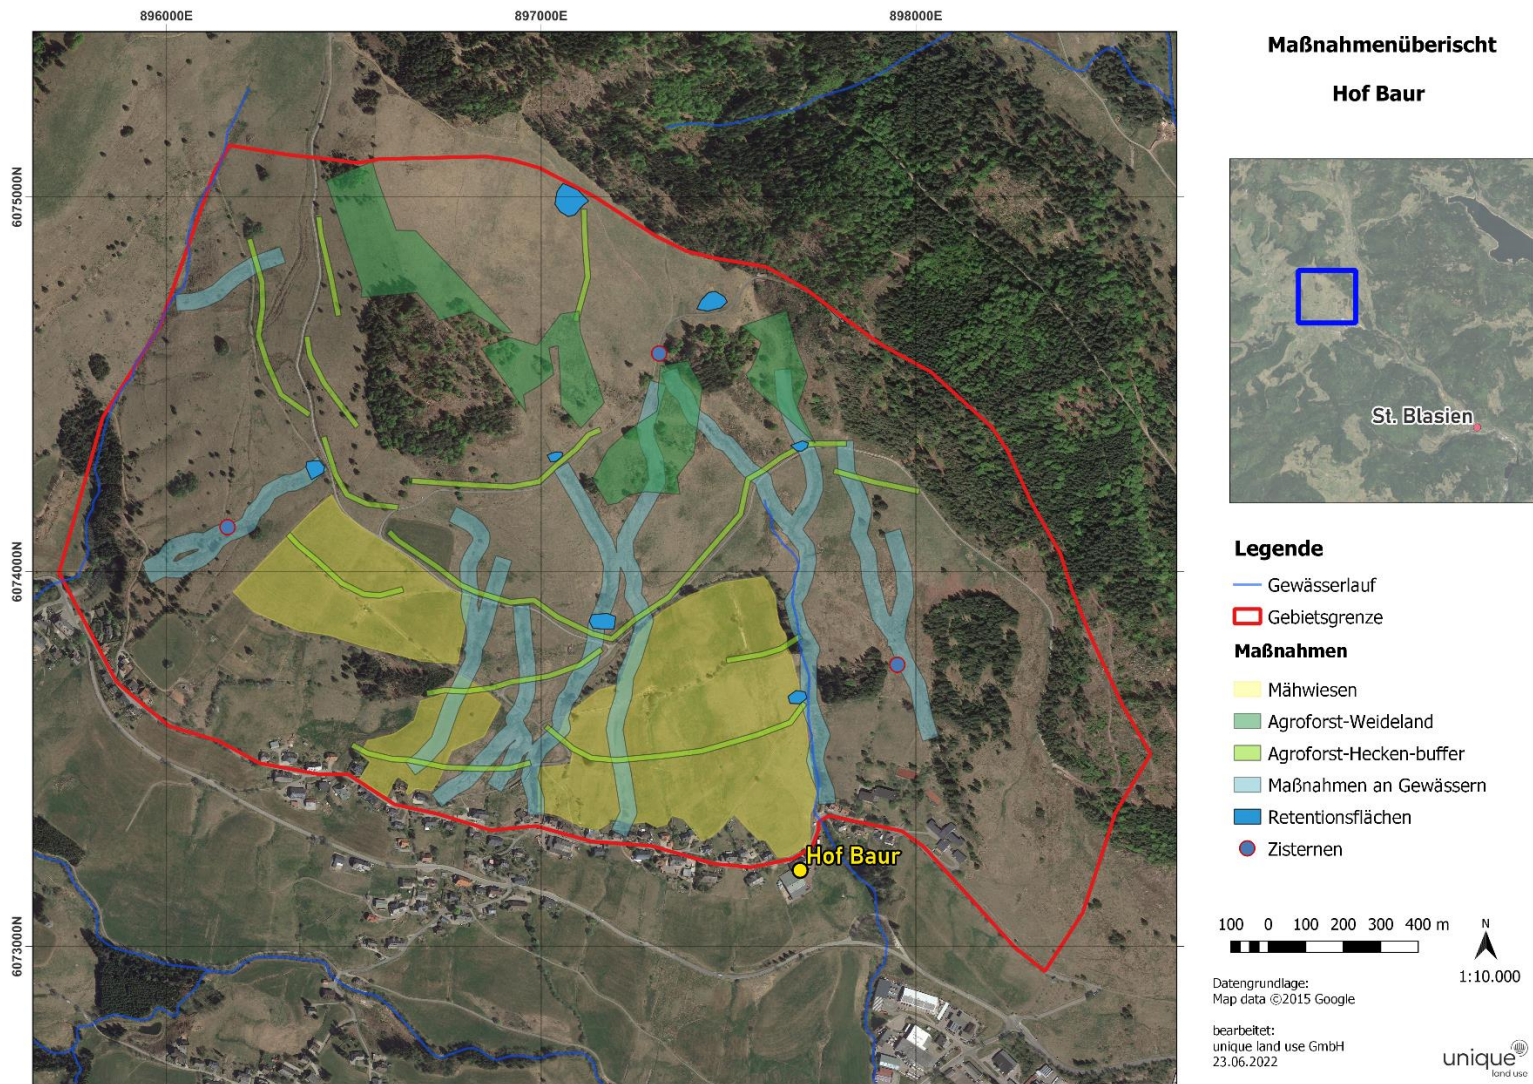 896000E
897000E
898000E
6075000N
6074000N
6073000N
Hof Baur
Maßnahmenüberischt
Hof Baur
St. Blasien
Legende
Gewässerlauf
Gebietsgrenze
Maßnahmen
Mähwiesen
Agroforst-Weideland
Agroforst-Hecken-buffer
Maßnahmen an Gewässern
Retentionsflächen
Zisternen
100 0 100 200 300 400 m
N
1:10.000
Datengrundlage:
Map data ©2015 Google
bearbeitet:
unique land use GmbH
23.06.2022
unique
land use